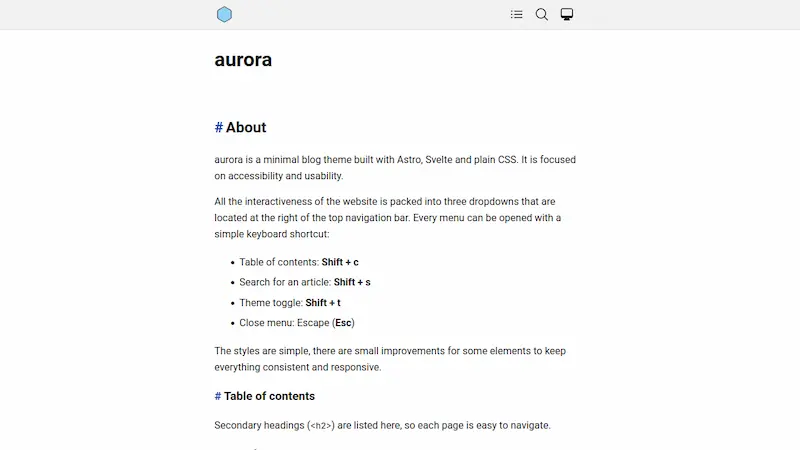 aurora
# About
aurora is a minimal blog theme built with Astro, Svelte and plain CSS. It is focused
on accessibility and usability.
All the interactiveness of the website is packed into three dropdowns that are
located at the right of the top navigation bar. Every menu can be opened with a
simple keyboard shortcut:
• Table of contents: Shift + c
• Search for an article: Shift + s
• Theme toggle: Shift + t
• Close menu: Escape (Esc)
The styles are simple, there are small improvements for some elements to keep
everything consistent and responsive.
# Table of contents
Secondary headings (<h2>) are listed here, so each page is easy to navigate.